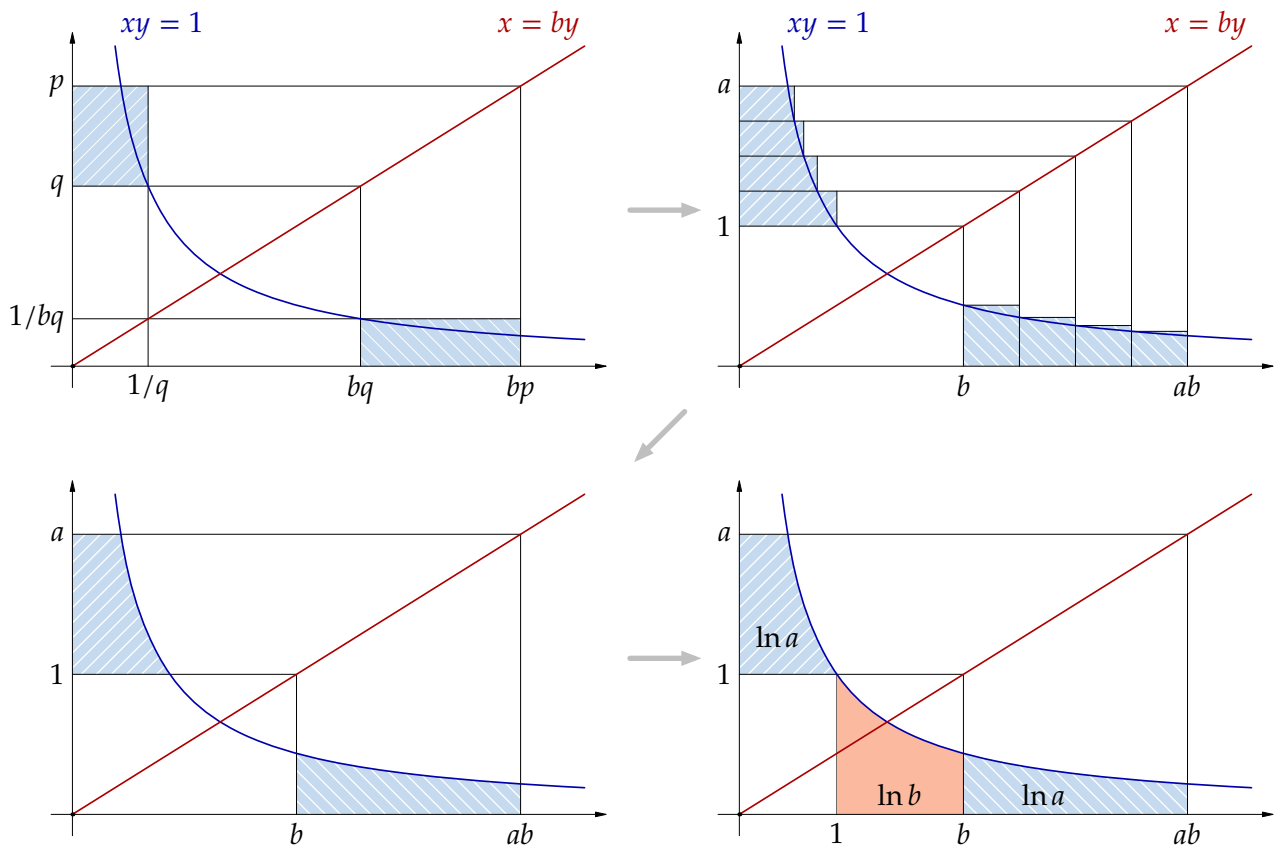 xy = 1
x = by
p
q
1/bq
1/q
bq
bp
xy = 1
x = by
a
1
b
ab
a
1
b
ab
a
1
ln a
ln b
ln a
1
b
ab